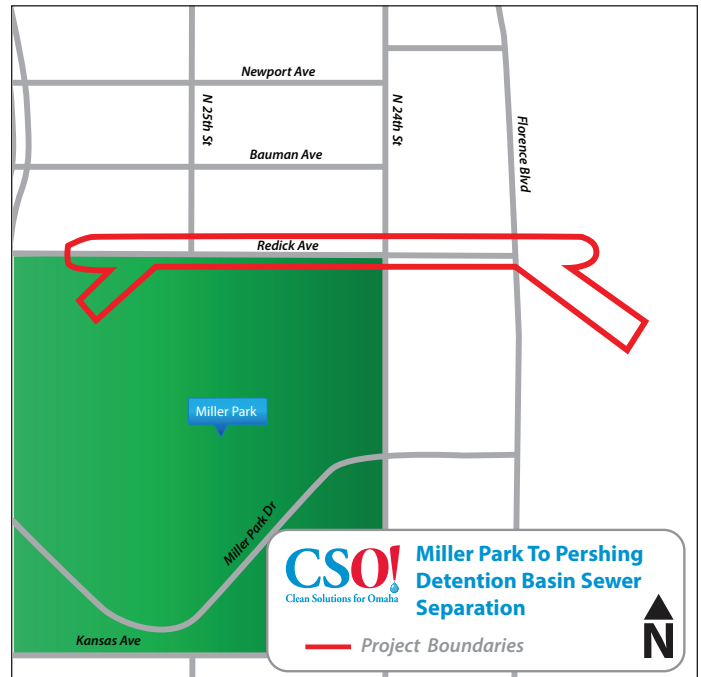 Newport Ave
N 25th St
N 24th St
Florence Blvd
Bauman Ave
Redick Ave
Miller Park
Miller Park Dr
Kansas Ave
CSO!
Clean Solutions for Omaha
Miller Park To Pershing
Detention Basin Sewer
Separation
Project Boundaries
N